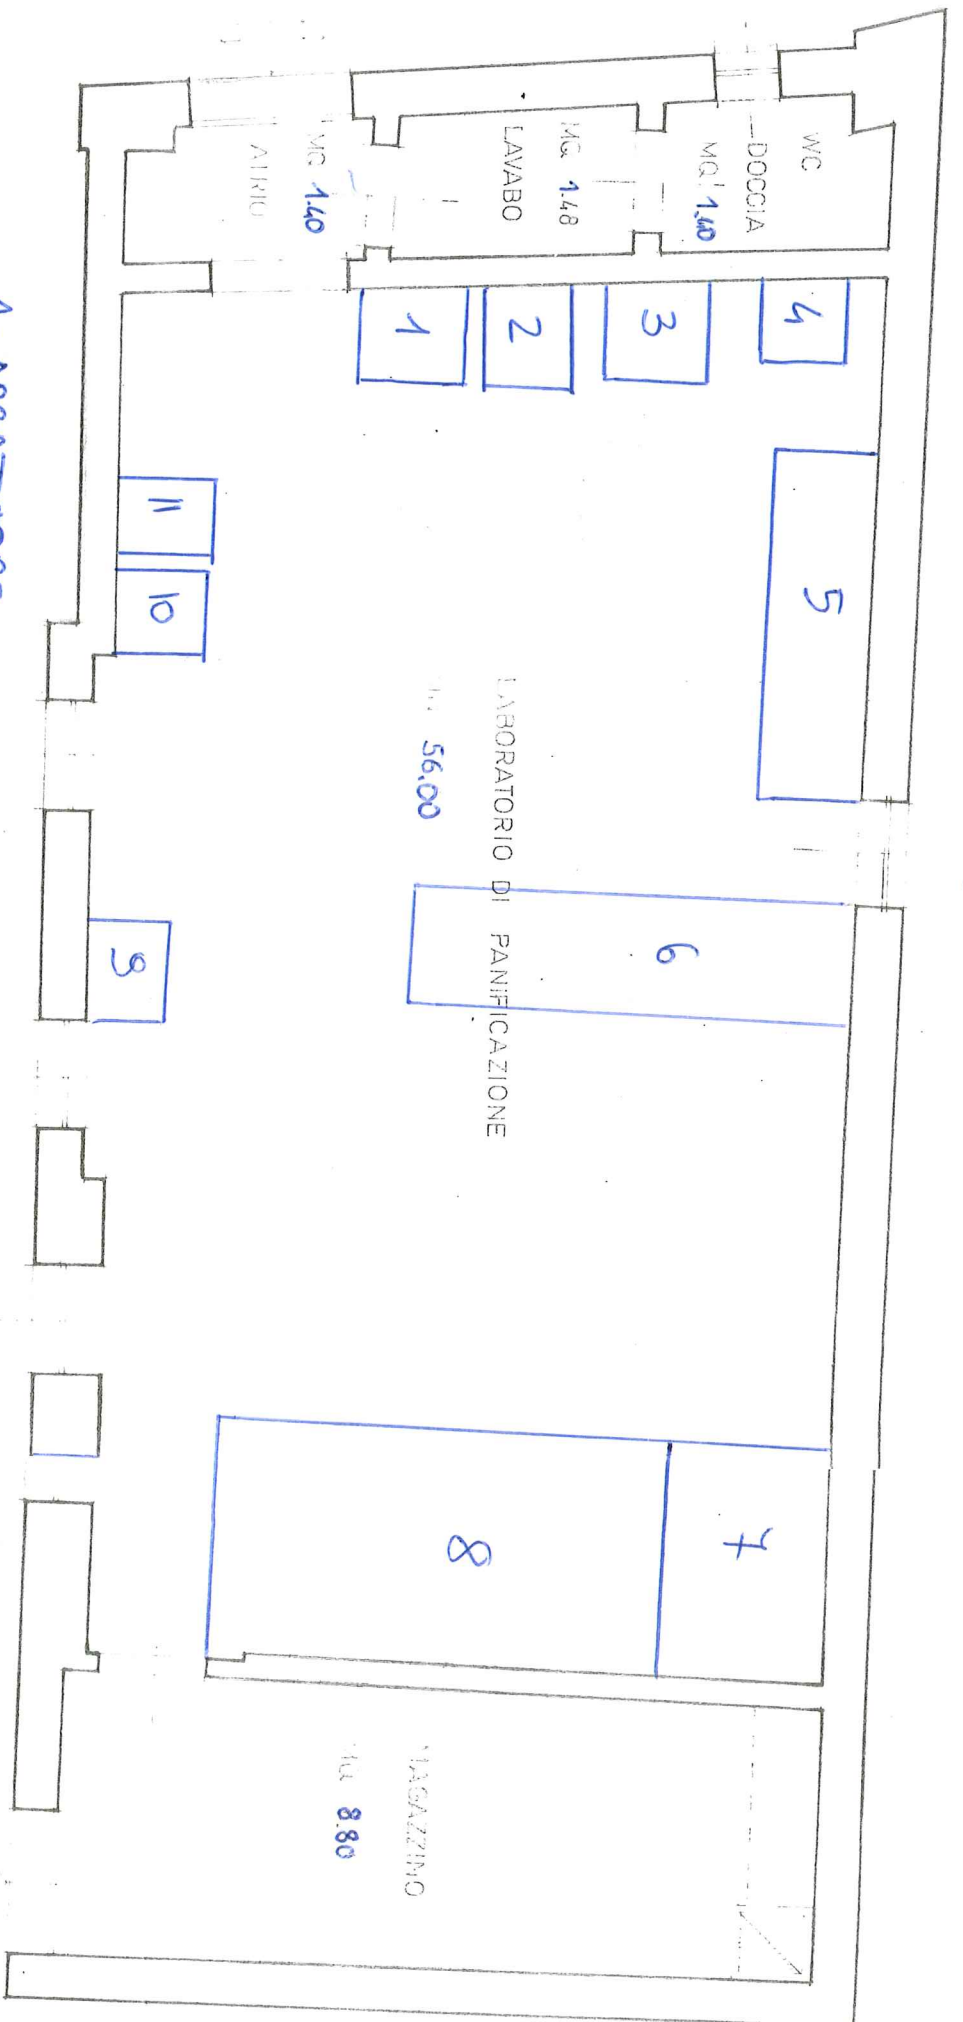 WC
DOCCIA
MQ. 1.40
MQ 1.48
LAVABO
MQ 1.40
ATRIO
1
2
3
4
5
6
7
8
9
10
11
LABORATORIO DI PANIFICAZIONE
56.00
MAGAZZINO
8.80